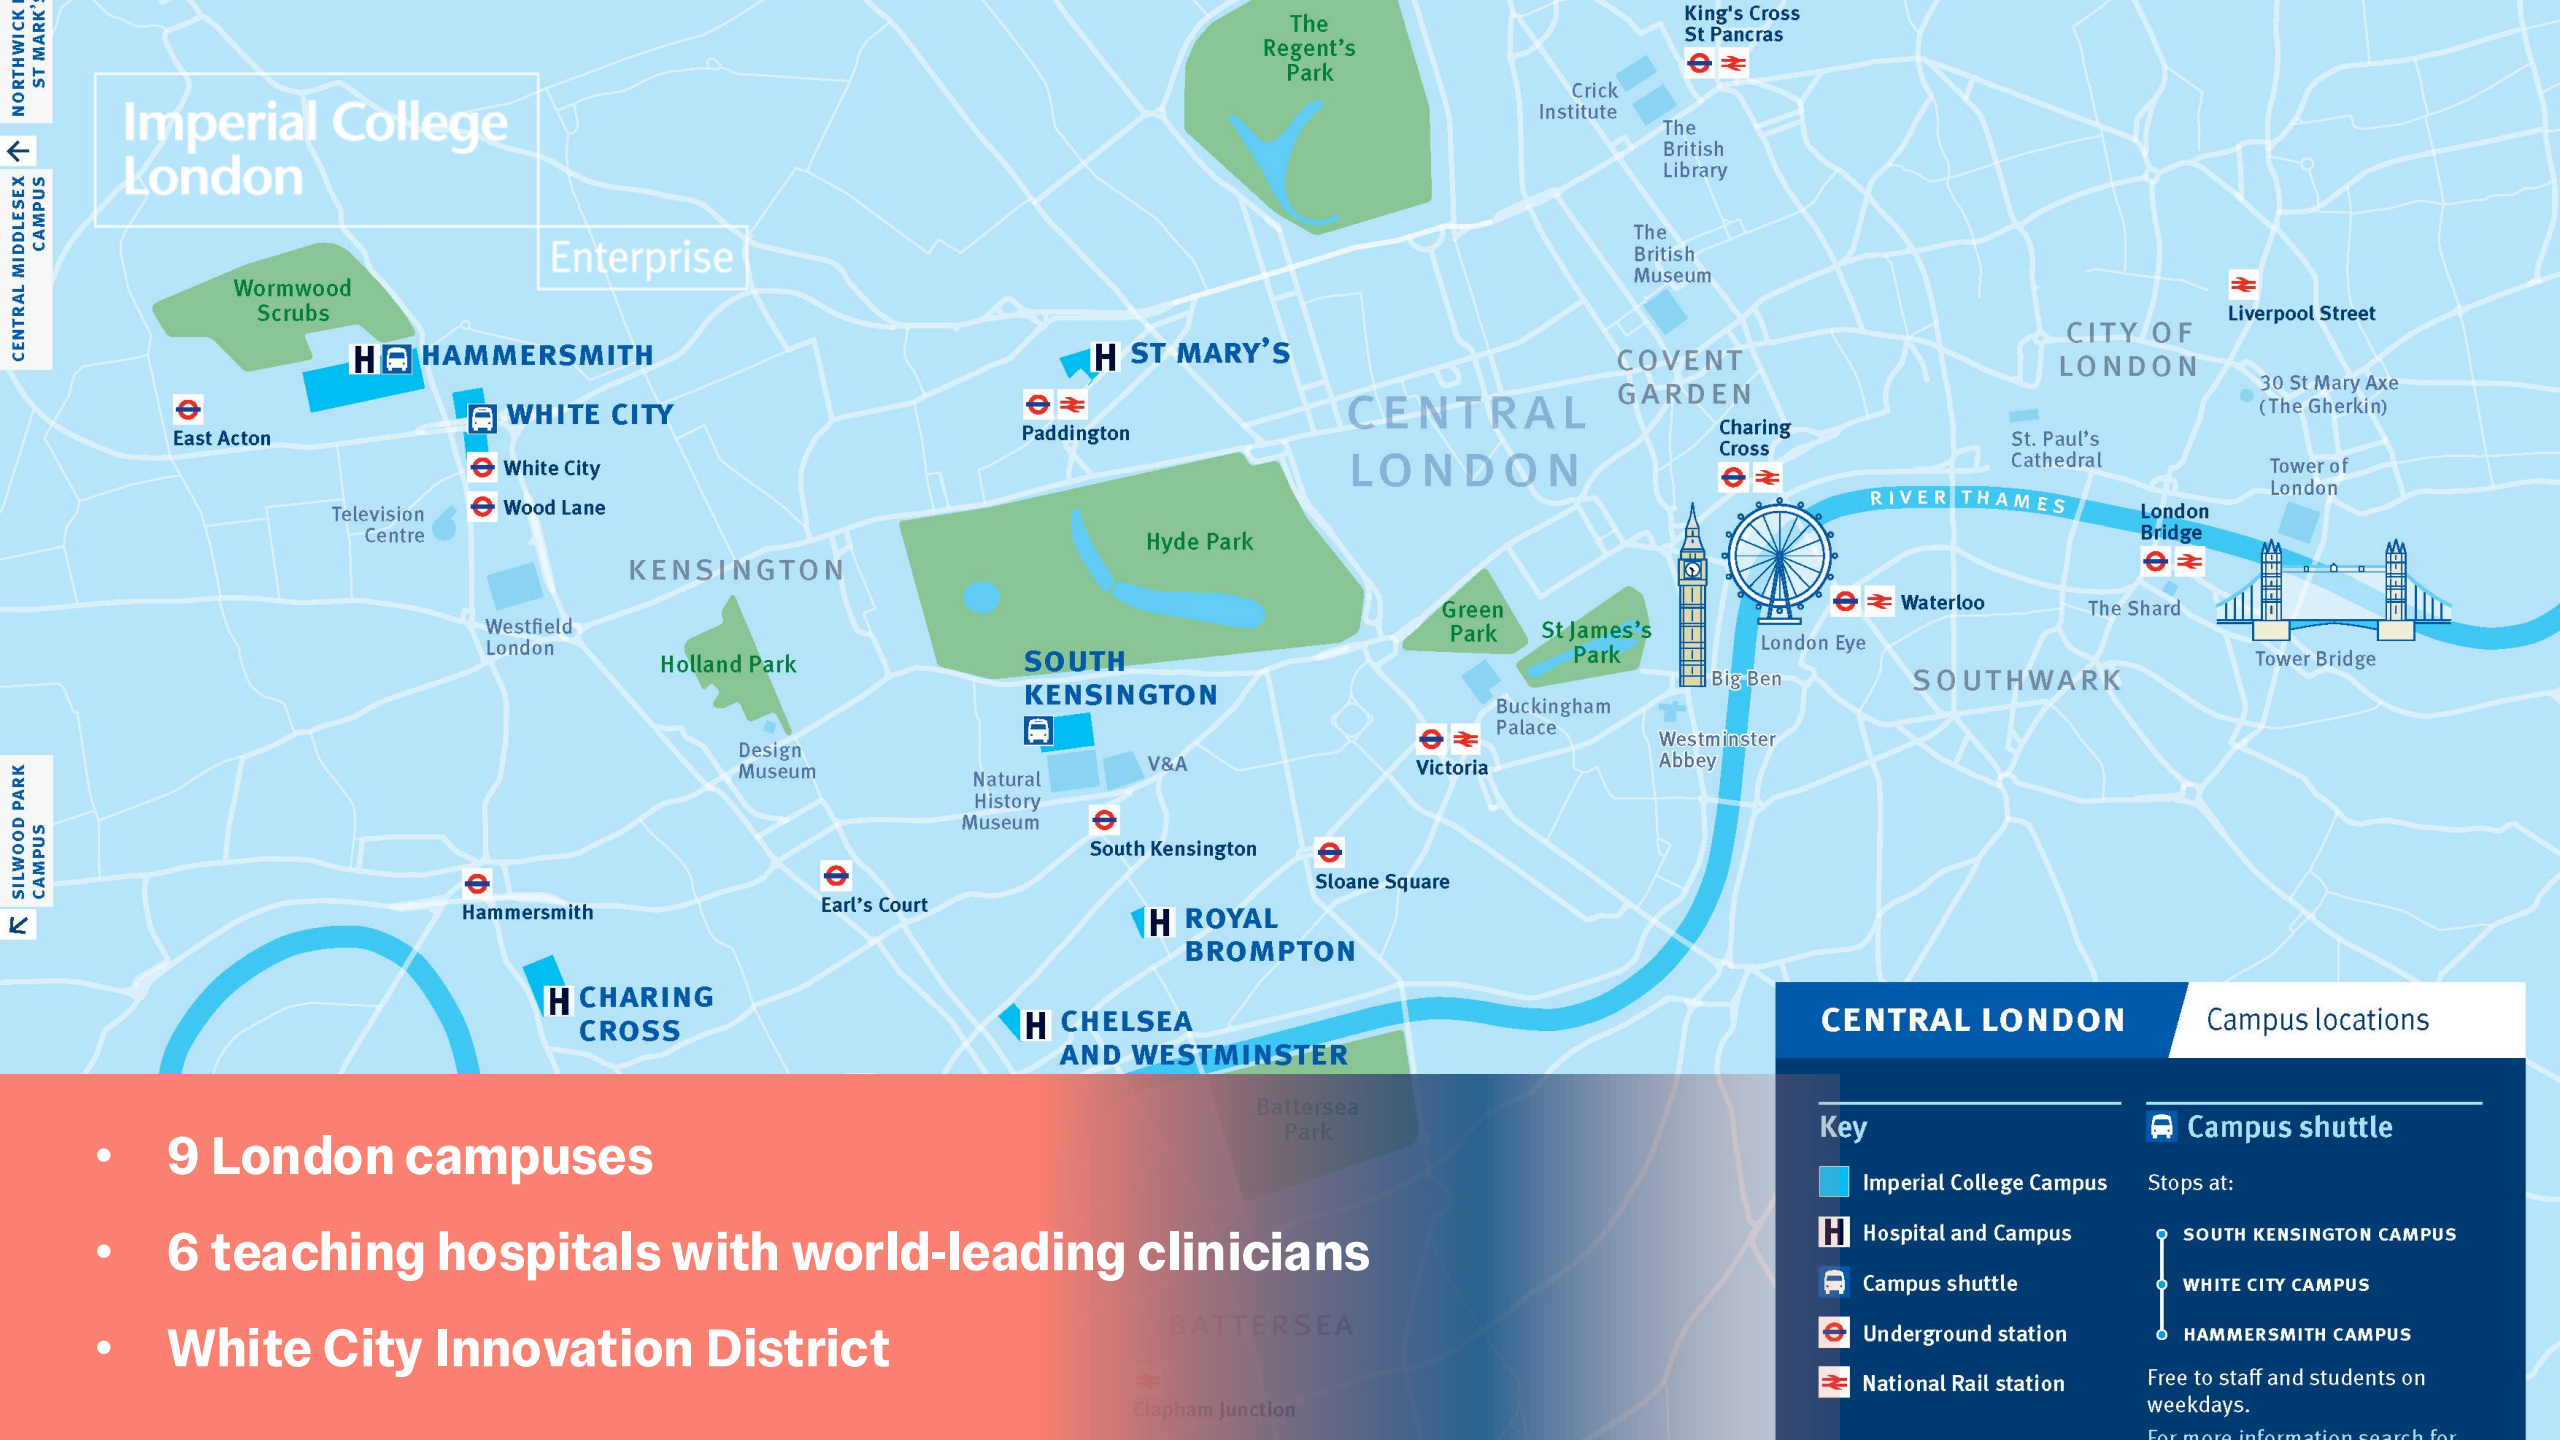 NORTHWICK
ST MARK'S
CENTRAL MIDDLESEX
CAMPUS
SILWOOD PARK
CAMPUS
Imperial College
London
Enterprise
The
Regent's
Park
King's Cross
St Pancras
Crick
Institute
The
British
Library
The
British
Museum
Wormwood
Scrubs
HAMMERSMITH
WHITE CITY
East Acton
White City
Wood Lane
Television
Centre
Westfield
London
KENSINGTON
Holland Park
Design
Museum
ST MARY'S
Paddington
CENTRAL
LONDON
COVENT
GARDEN
Charing
Cross
CITY OF
LONDON
Liverpool Street
30 St Mary Axe
(The Gherkin)
St. Paul's
Cathedral
Tower of
London
RIVER THAMES
London
Bridge
The Shard
Tower Bridge
Hyde Park
Green
Park
St James's
Park
Waterloo
London Eye
Big Ben
SOUTHWARK
Buckingham
Palace
Westminster
Abbey
Victoria
SOUTH
KENSINGTON
V&A
Natural
History
Museum
South Kensington
Sloane Square
Earl's Court
Hammersmith
H ROYAL
BROMPTON
H CHARING
CROSS
H CHELSEA
AND WESTMINSTER
Battersea
Park
BATTERSEA
Clapham Junction
• 9 London campuses
• 6 teaching hospitals with world-leading clinicians
• White City Innovation District
CENTRAL LONDON
Campus locations
Key
Imperial College Campus
H Hospital and Campus
Campus shuttle
Underground station
National Rail station
Campus shuttle
Stops at:
SOUTH KENSINGTON CAMPUS
WHITE CITY CAMPUS
HAMMERSMITH CAMPUS
Free to staff and students on
weekdays.
For more information search for